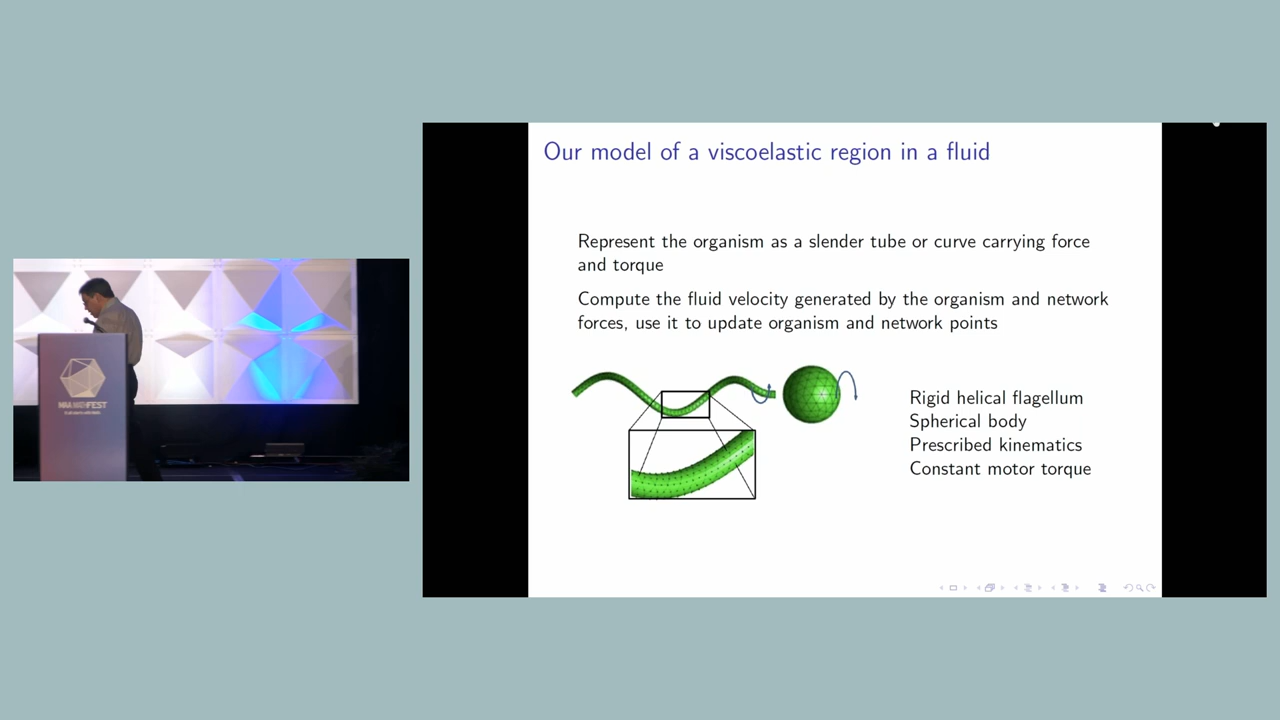 Our model of a viscoelastic region in a fluid
Represent the organism as a slender tube or curve carrying force
and torque
Compute the fluid velocity generated by the organism and network
forces, use it to update organism and network points
Rigid helical flagellum
Spherical body
Prescribed kinematics
Constant motor torque
MAA MATHFEST